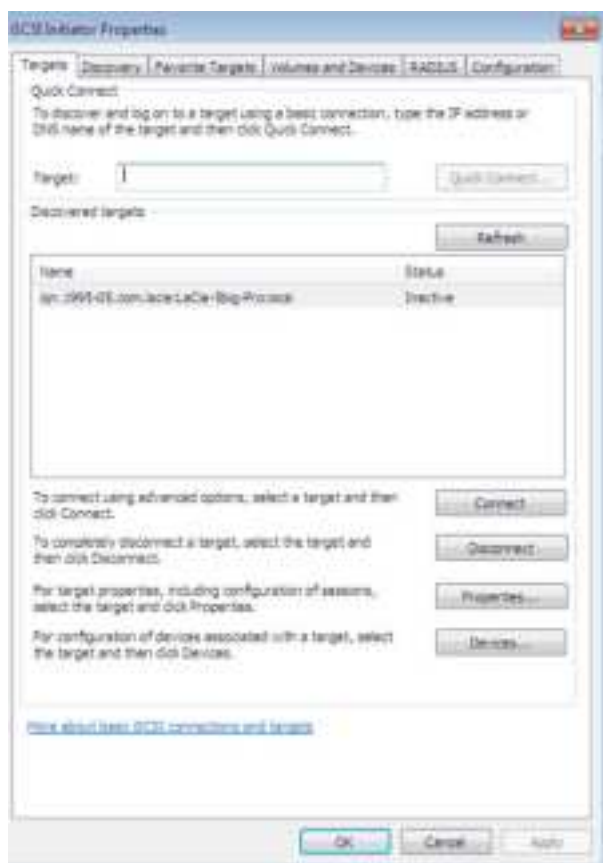 iSCSI Initiator Properties
Targets Discovery Favorite Targets Volumes and Devices RADIUS Configuration
Quick Connect
To discover and log on to a target using a basic connection, type the IP address or
DNS name of the target and then click Quick Connect.
Target:
Quick Connect...
Discovered targets
Refresh
Name Status
Inactive
To connect using advanced options, select a target and then
click Connect.
Connect
To completely disconnect a target, select the target and
then click Disconnect.
Disconnect
For target properties, including configuration of sessions,
select the target and click Properties.
Properties...
For configuration of devices associated with a target, select
the target and then click Devices.
Devices...
More about basic iSCSI connections and targets
OK Cancel Apply